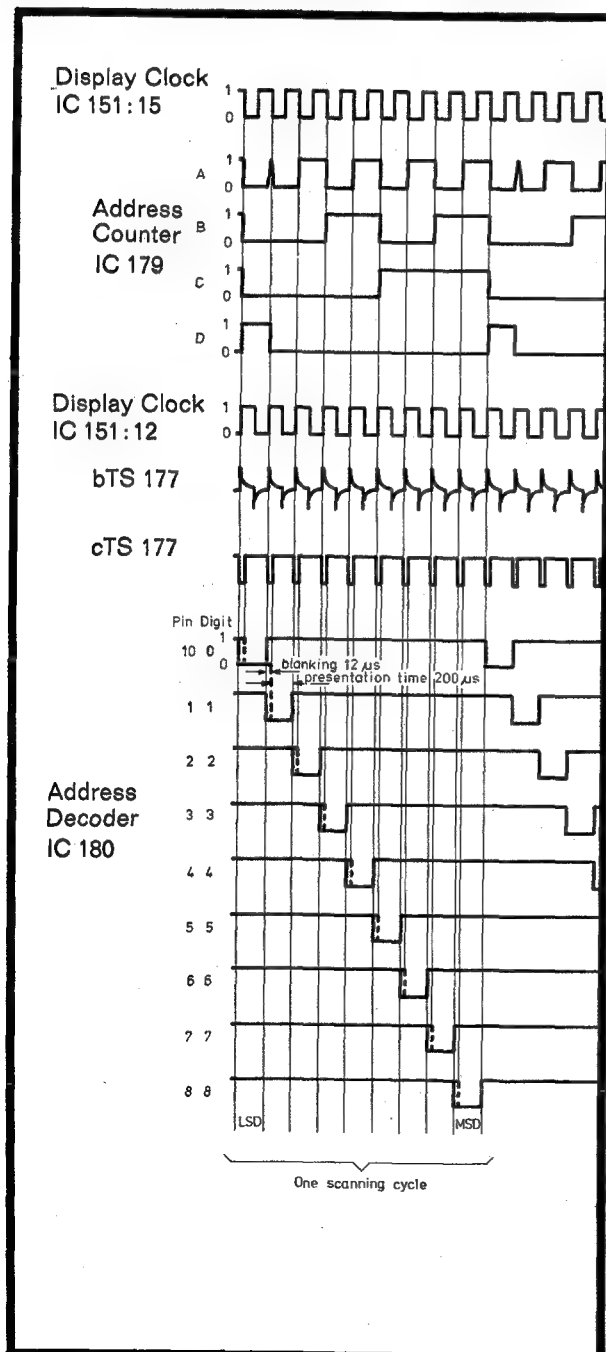 Display Clock
IC 151:15
1
0
A
1
0
Address
Counter
IC 179
B
1
0
C
1
0
D
1
0
Display Clock
IC 151:12
1
0
bTS 177
cTS 177
Pin Digit
10 0
1
0
blanking 12 µs
presentation time 200 µs
1 1
2 2
Address
Decoder
IC 180
3 3
4 4
5 5
6 6
7 7
8 8
LSD
MSD
One scanning cycle